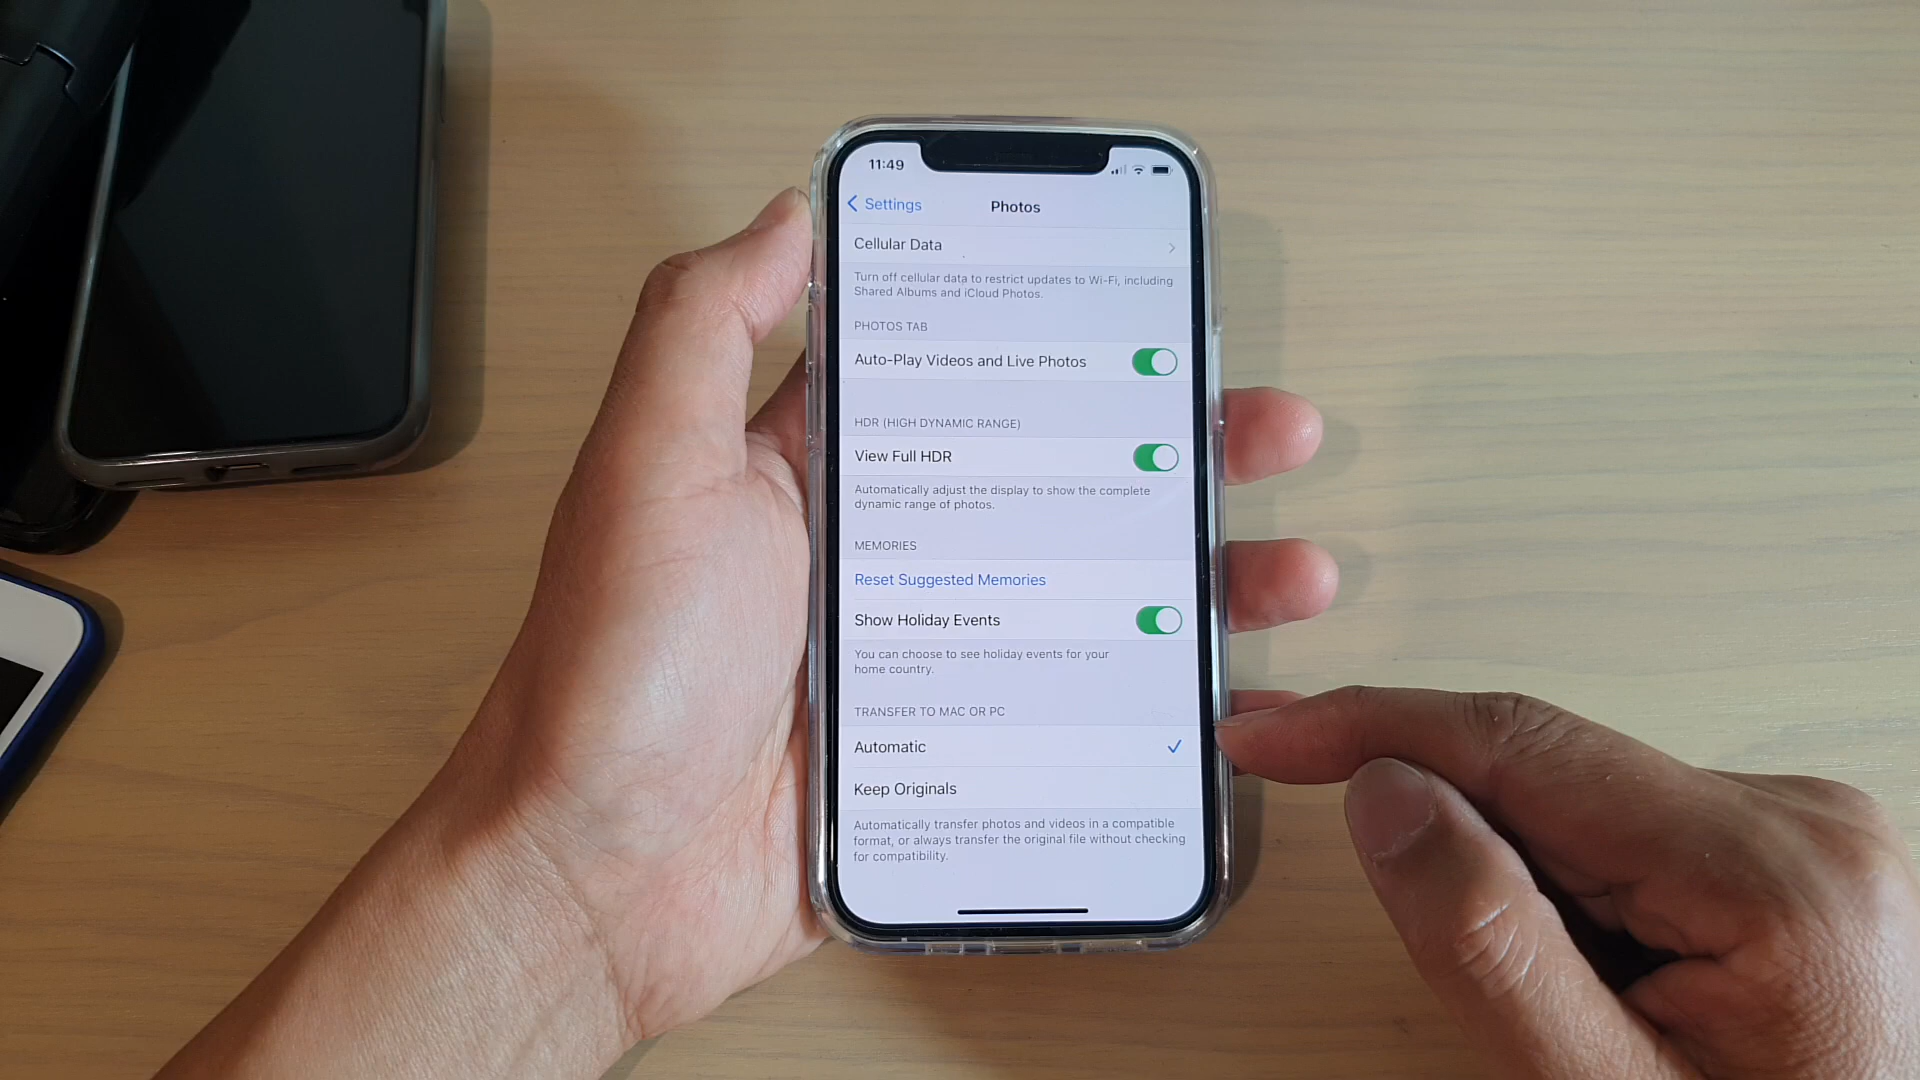 11:49
Settings
Photos
Cellular Data
Turn off cellular data to restrict updates to Wi-Fi, including
Shared Albums and iCloud Photos.
PHOTOS TAB
Auto-Play Videos and Live Photos
HDR (HIGH DYNAMIC RANGE)
View Full HDR
Automatically adjust the display to show the complete
dynamic range of photos.
MEMORIES
Reset Suggested Memories
Show Holiday Events
You can choose to see holiday events for your
home country.
TRANSFER TO MAC OR PC
Automatic
Keep Originals
Automatically transfer photos and videos in a compatible
format, or always transfer the original file without checking
for compatibility.